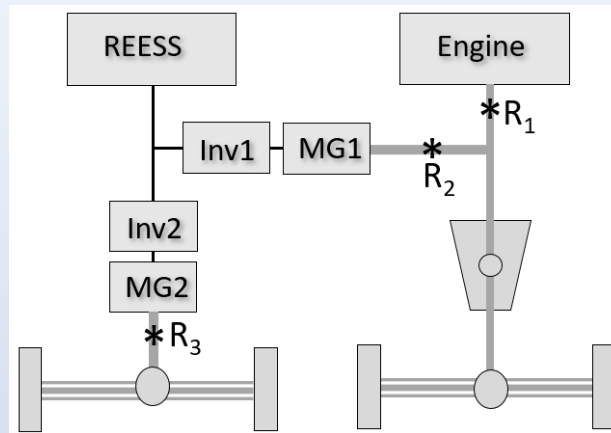 REESS
Engine
R₁
Inv1
MG1
R₂
Inv2
MG2
R₃